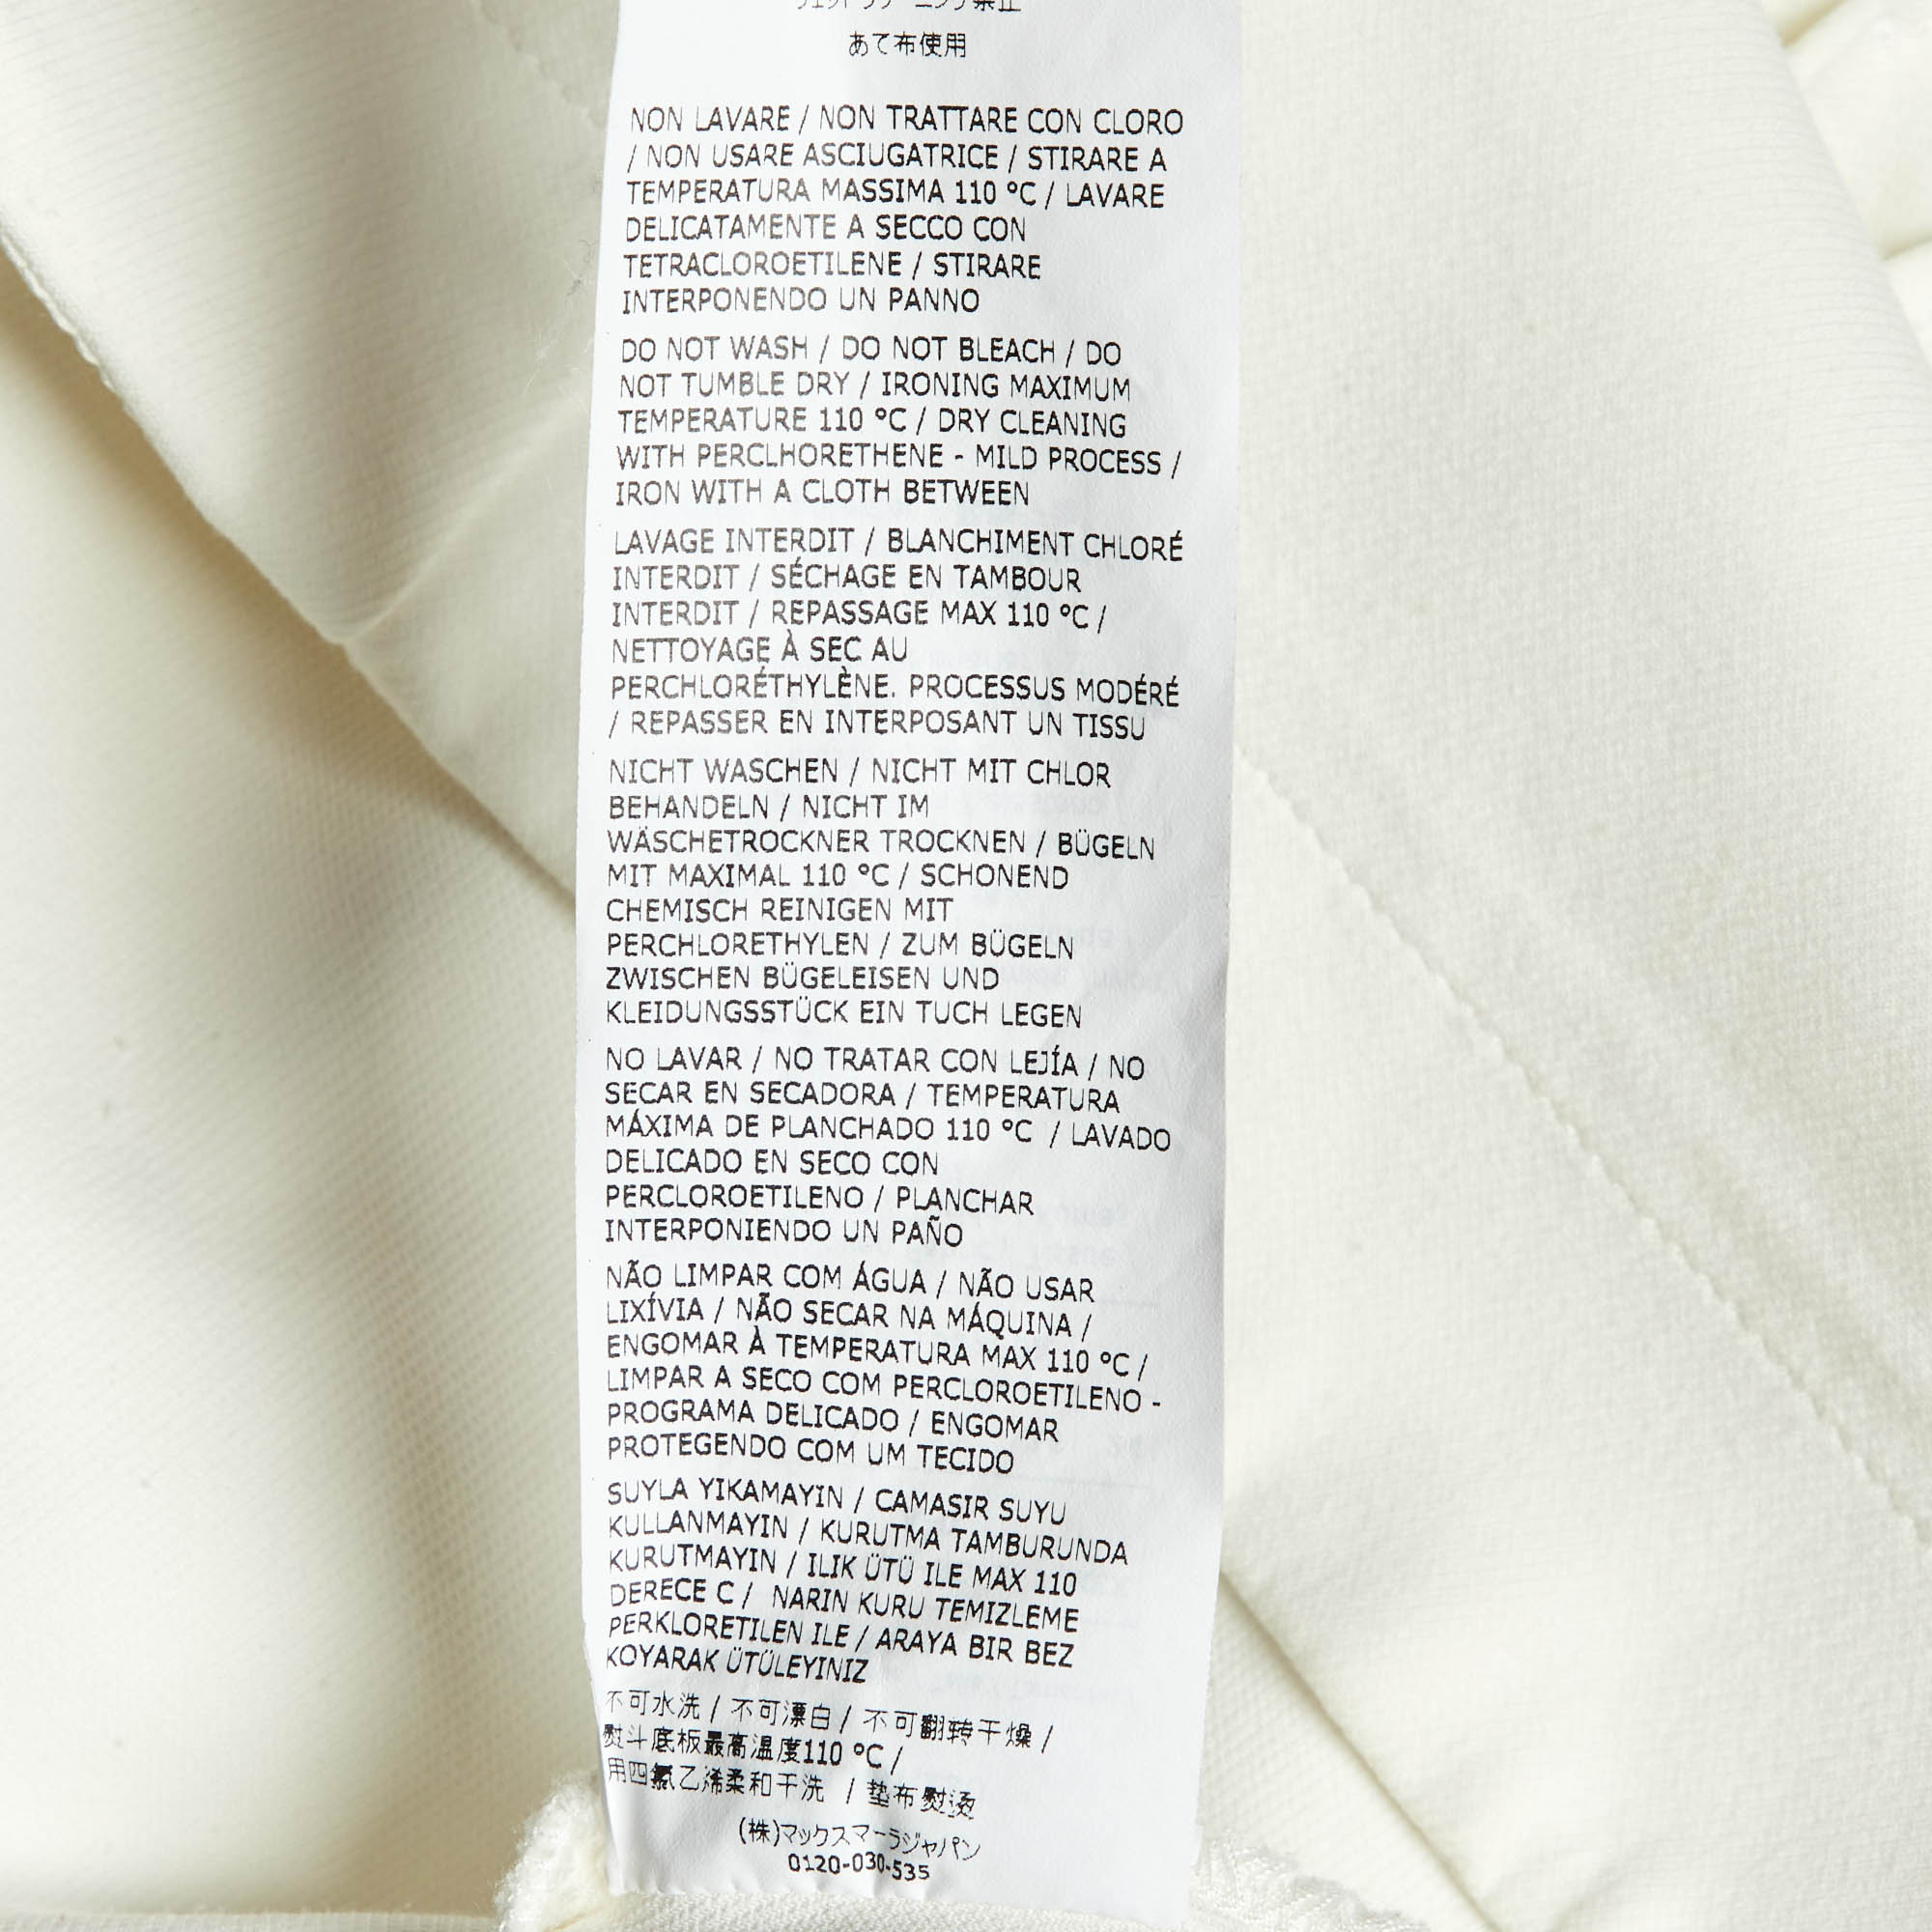 ウェットクリーニング禁止
あて布使用
NON LAVARE / NON TRATTARE CON CLORO
/ NON USARE ASCIUGATRICE / STIRARE A
TEMPERATURA MASSIMA 110 °C / LAVARE
DELICATAMENTE A SECCO CON
TETRACLOROETILENE / STIRARE
INTERPONENDO UN PANNO
DO NOT WASH / DO NOT BLEACH / DO
NOT TUMBLE DRY / IRONING MAXIMUM
TEMPERATURE 110 °C / DRY CLEANING
WITH PERCLHORETHENE - MILD PROCESS /
IRON WITH A CLOTH BETWEEN
LAVAGE INTERDIT / BLANCHIMENT CHLORÉ
INTERDIT / SÉCHAGE EN TAMBOUR
INTERDIT / REPASSAGE MAX 110 °C /
NETTOYAGE À SEC AU
PERCHLORÉTHYLÈNE. PROCESSUS MODÉRÉ
/ REPASSER EN INTERPOSANT UN TISSU
NICHT WASCHEN / NICHT MIT CHLOR
BEHANDELN / NICHT IM
WÄSCHETROCKNER TROCKNEN / BÜGELN
MIT MAXIMAL 110 °C / SCHONEND
CHEMISCH REINIGEN MIT
PERCHLORETHYLEN / ZUM BÜGELN
ZWISCHEN BÜGELEISEN UND
KLEIDUNGSSTÜCK EIN TUCH LEGEN
NO LAVAR / NO TRATAR CON LEJÍA / NO
SECAR EN SECADORA / TEMPERATURA
MÁXIMA DE PLANCHADO 110 °C / LAVADO
DELICADO EN SECO CON
PERCLOROETILENO / PLANCHAR
INTERPONIENDO UN PAÑO
NÃO LIMPAR COM ÁGUA / NÃO USAR
LIXÍVIA / NÃO SECAR NA MÁQUINA /
ENGOMAR À TEMPERATURA MAX 110 °C /
LIMPAR A SECO COM PERCLOROETILENO -
PROGRAMA DELICADO / ENGOMAR
PROTEGENDO COM UM TECIDO
SUYLA YIKAMAYIN / CAMASIR SUYU
KULLANMAYIN / KURUTMA TAMBURUNDA
KURUTMAYIN / ILIK ÜTÜ ILE MAX 110
DERECE C / NARIN KURU TEMIZLEME
PERKLORETILEN ILE / ARAYA BIR BEZ
KOYARAK ÜTÜLEYINIZ
不可水洗 / 不可漂白 / 不可翻转干燥 /
熨斗底板最高温度110 °C /
用四氯乙烯柔和干洗 / 垫布熨烫
(株)マックスマーラジャパン
0120-030-535